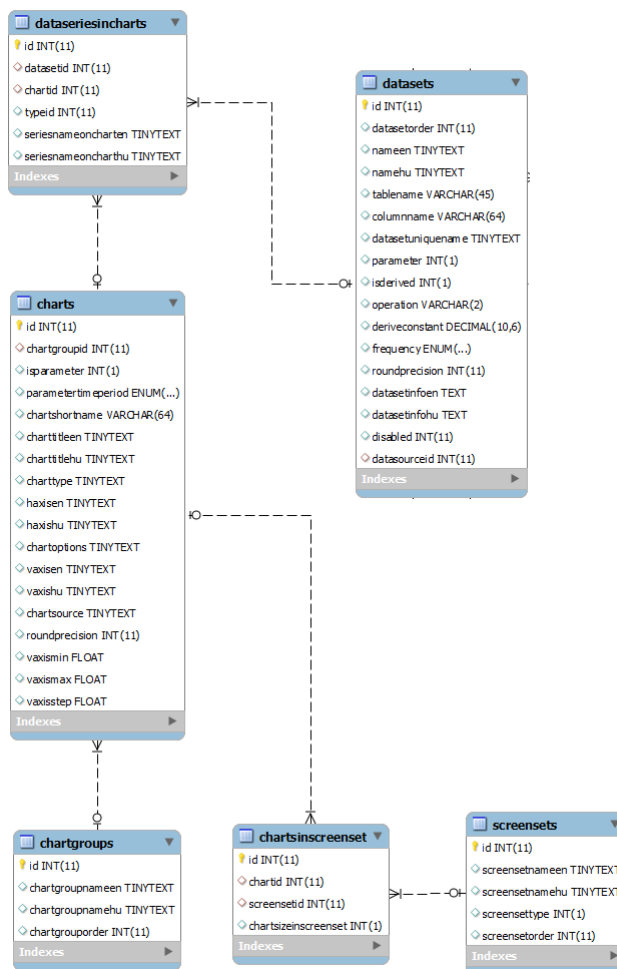 dataseriesincharts
id INT(11)
datasetid INT(11)
chartid INT(11)
typeid INT(11)
seriesnameoncharten TINYTEXT
seriesnameoncharthu TINYTEXT
Indexes
datasets
id INT(11)
datasetorder INT(11)
nameen TINYTEXT
namehu TINYTEXT
tablename VARCHAR(45)
columnname VARCHAR(64)
datasetuniquename TINYTEXT
parameter INT(1)
isderived INT(1)
operation VARCHAR(2)
deriveconstant DECIMAL(10,6)
frequency ENUM(...)
roundprecision INT(11)
datasetinfoen TEXT
datasetinfohu TEXT
disabled INT(11)
datasourceid INT(11)
Indexes
charts
id INT(11)
chartgroupid INT(11)
isparameter INT(1)
parametertimeperiod ENUM(...)
chartshortname VARCHAR(64)
charttitleen TINYTEXT
charttitlehu TINYTEXT
charttype TINYTEXT
haxisen TINYTEXT
haxishu TINYTEXT
chartoptions TINYTEXT
vaxisen TINYTEXT
vaxishu TINYTEXT
chartsource TINYTEXT
roundprecision INT(11)
vaxismin FLOAT
vaxismax FLOAT
vaxisstep FLOAT
Indexes
chartgroups
id INT(11)
chartgroupnameen TINYTEXT
chartgroupnamehu TINYTEXT
chartgrouporder INT(11)
Indexes
chartsinscreenset
id INT(11)
chartid INT(11)
screensetid INT(11)
chartsizeinscreenset INT(1)
Indexes
screensets
id INT(11)
screensetnameen TINYTEXT
screensetnamehu TINYTEXT
screensettype INT(1)
screensetorder INT(11)
Indexes